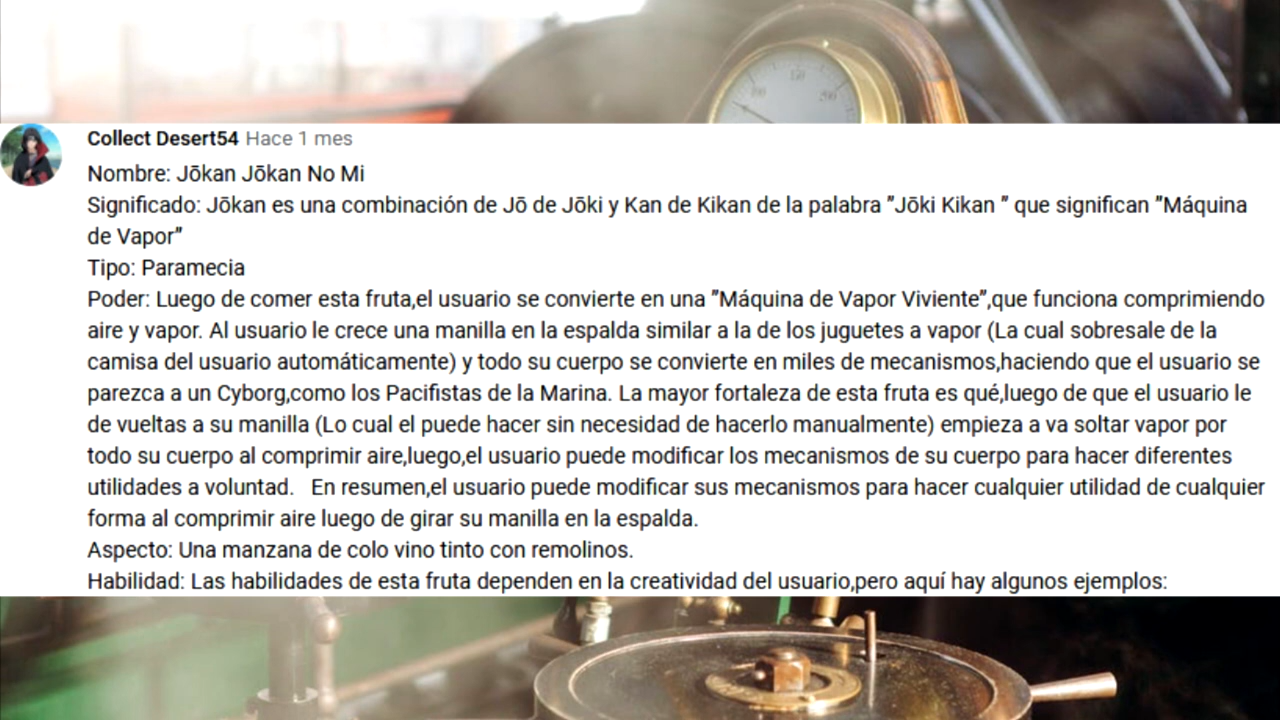 100 150 200
Collect Desert54 Hace 1 mes
Nombre: Jōkan Jōkan No Mi
Significado: Jōkan es una combinación de Jō de Jōki y Kan de Kikan de la palabra ”Jōki Kikan ” que significan ”Máquina
de Vapor”
Tipo: Paramecia
Poder: Luego de comer esta fruta,el usuario se convierte en una ”Máquina de Vapor Viviente”,que funciona comprimiendo
aire y vapor. Al usuario le crece una manilla en la espalda similar a la de los juguetes a vapor (La cual sobresale de la
camisa del usuario automáticamente) y todo su cuerpo se convierte en miles de mecanismos,haciendo que el usuario se
parezca a un Cyborg,como los Pacifistas de la Marina. La mayor fortaleza de esta fruta es qué,luego de que el usuario le
de vueltas a su manilla (Lo cual el puede hacer sin necesidad de hacerlo manualmente) empieza a va soltar vapor por
todo su cuerpo al comprimir aire,luego,el usuario puede modificar los mecanismos de su cuerpo para hacer diferentes
utilidades a voluntad.   En resumen,el usuario puede modificar sus mecanismos para hacer cualquier utilidad de cualquier
forma al comprimir aire luego de girar su manilla en la espalda.
Aspecto: Una manzana de colo vino tinto con remolinos.
Habilidad: Las habilidades de esta fruta dependen en la creatividad del usuario,pero aquí hay algunos ejemplos: